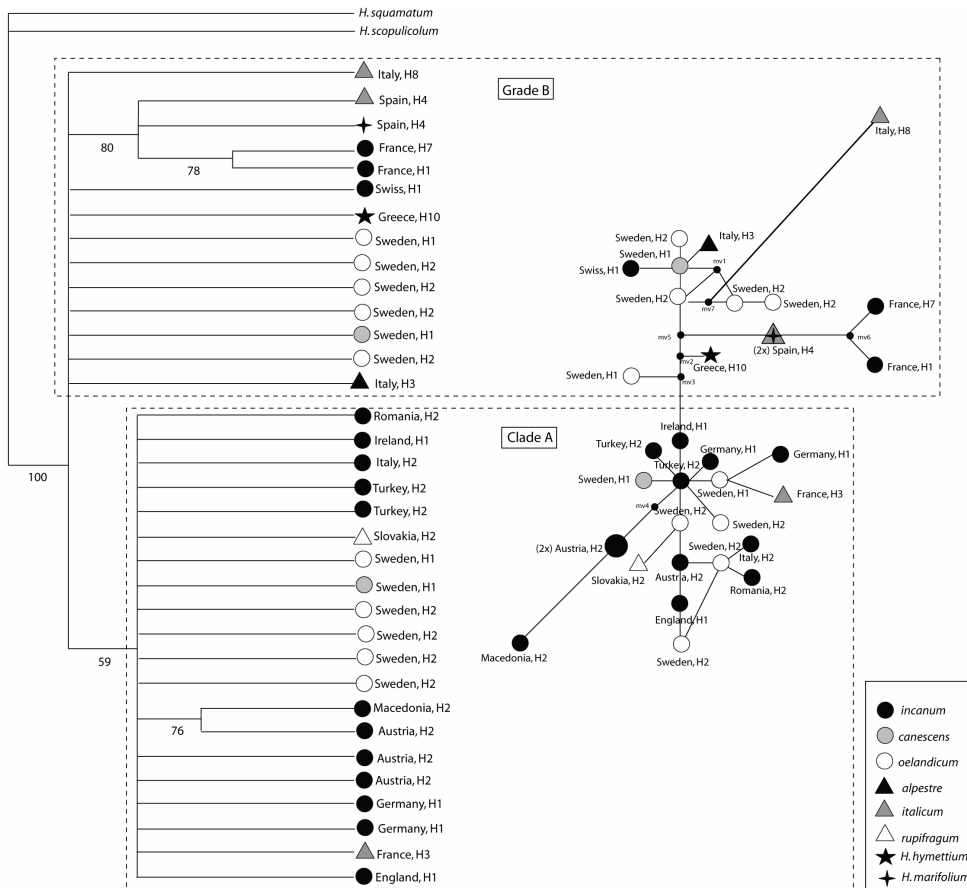 H. squamatum
H. scopulicolum
Italy, H8
Spain, H4
Spain, H4
80
France, H7
78
France, H1
Swiss, H1
Greece, H10
Sweden, H1
Sweden, H2
Sweden, H2
Sweden, H2
Sweden, H1
Sweden, H2
Italy, H3
Romania, H2
Ireland, H1
Italy, H2
100
Turkey, H2
Turkey, H2
Slovakia, H2
Sweden, H1
Sweden, H1
Sweden, H2
Sweden, H2
Sweden, H2
59
Sweden, H2
Macedonia, H2
76
Austria, H2
Austria, H2
Austria, H2
Germany, H1
Germany, H1
France, H3
England, H1
Grade B
Italy, H8
Sweden, H2
Italy, H3
Sweden, H1
mv1
Swiss, H1
Sweden, H2
Sweden, H2
mv7
Sweden, H2
France, H7
mv5
mv6
(2x) Spain, H4
mv2
Greece, H10
France, H1
Sweden, H1
mv3
Clade A
Ireland, H1
Turkey, H2
Germany, H1
Germany, H1
Turkey, H2
Sweden, H1
Sweden, H1
France, H3
mv4
Sweden, H2
Sweden, H2
(2x) Austria, H2
Sweden, H2
Italy, H2
Slovakia, H2
Austria, H2
Romania, H2
England, H1
Macedonia, H2
Sweden, H2
incanum
canescens
oelandicum
alpestre
italicum
rupifragum
H. hymettium
H. marifolium